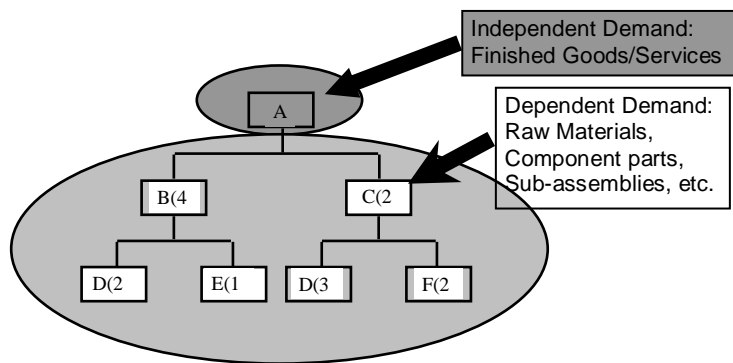 Independent Demand:
Finished Goods/Services
A
Dependent Demand:
Raw Materials,
Component parts,
Sub-assemblies, etc.
B(4
C(2
D(2
E(1
D(3
F(2